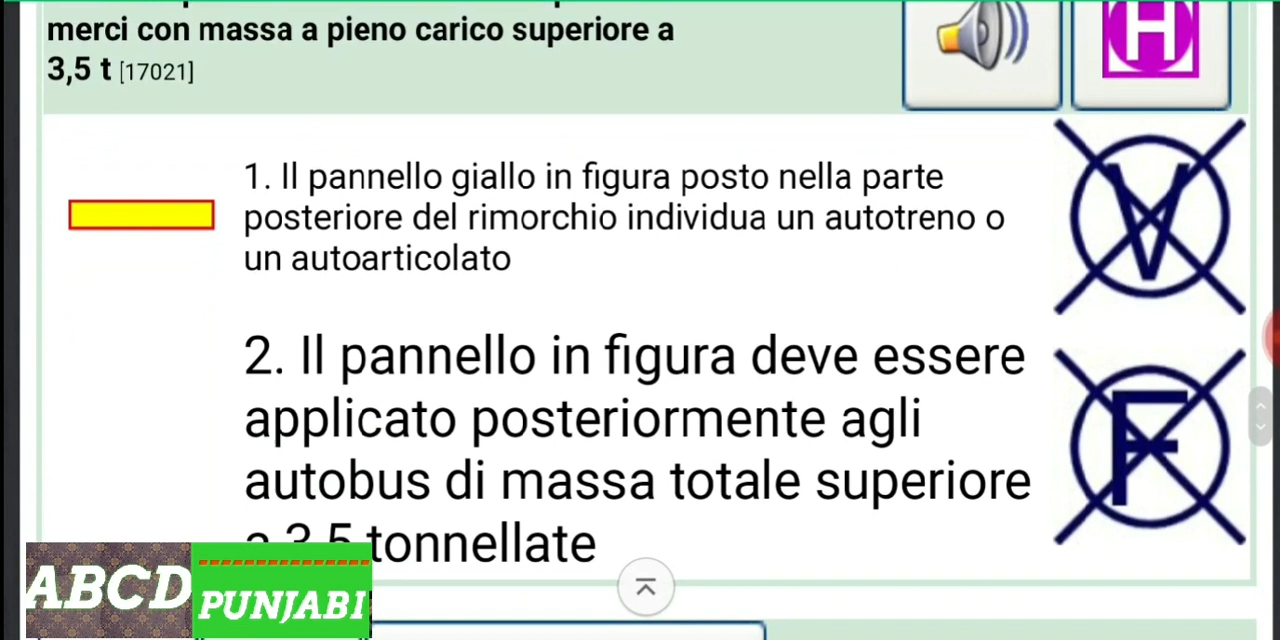 merci con massa a pieno carico superiore a
3,5 t [17021]
H
1. Il pannello giallo in figura posto nella parte
posteriore del rimorchio individua un autotreno o
un autoarticolato
V
2. Il pannello in figura deve essere
applicato posteriormente agli
autobus di massa totale superiore
a 3,5 tonnellate
F
ABCD
PUNJABI